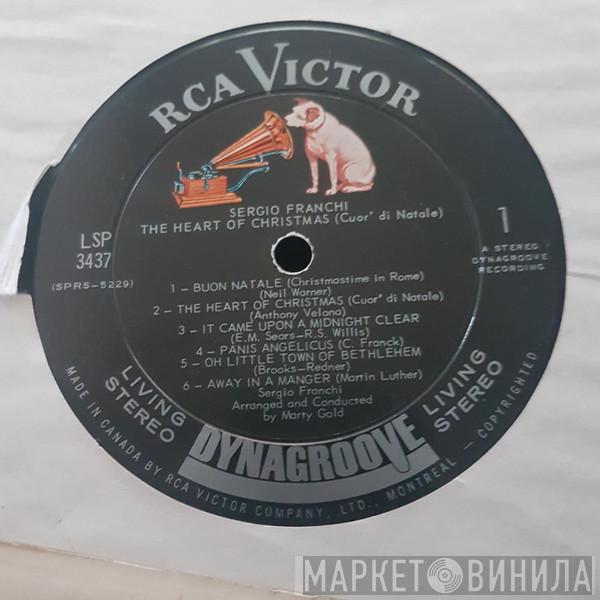 RCA VICTOR
SERGIO FRANCHI
THE HEART OF CHRISTMAS (Cuor' di Natale)
LSP
3437
(SPRS-5229)
1
A STEREO
DYNAGROOVE
RECORDING
1 – BUON NATALE (Christmastime in Rome)
(Neil Warner)
2 – THE HEART OF CHRISTMAS (Cuor' di Natale)
(Anthony Velona)
3 – IT CAME UPON A MIDNIGHT CLEAR
(E.M. Sears-R.S. Willis)
4 – PANIS ANGELICUS (C. Franck)
5 – OH LITTLE TOWN OF BETHLEHEM
(Brooks-Redner)
6 – AWAY IN A MANGER (Martin Luther)
Sergio Franchi
Arranged and Conducted
by Marty Gold
LIVING
STEREO
DYNAGROOVE
LIVING
STEREO
MADE IN CANADA BY RCA VICTOR COMPANY, LTD., MONTREAL – COPYRIGHTED
МАРКЕТ ВИНИЛА